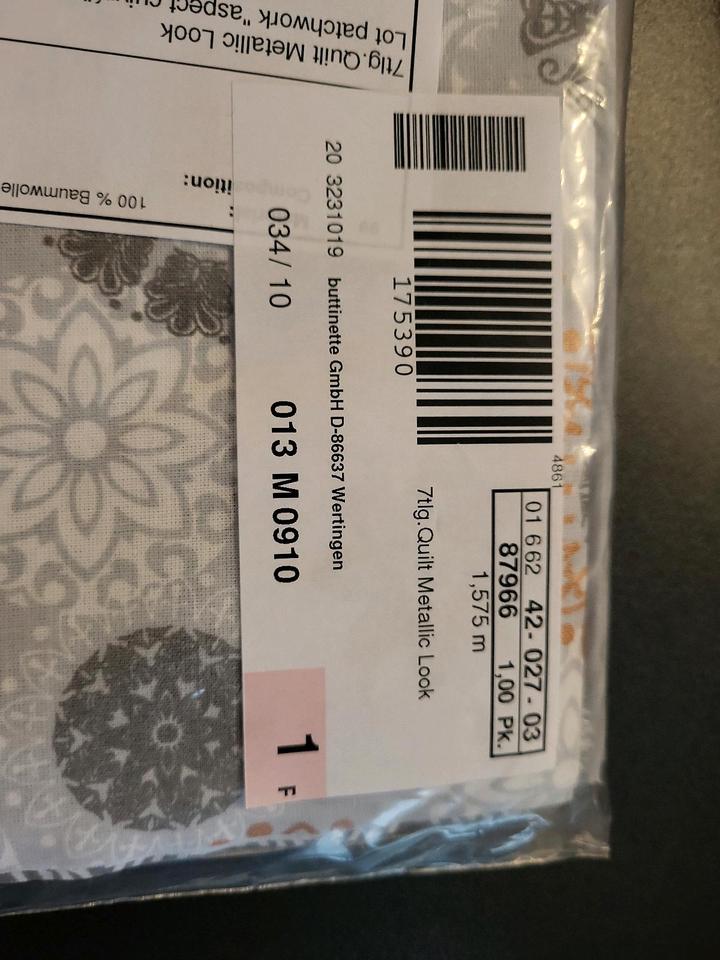 Lot patchwork "aspect
7tlg.Quilt Metallic Look
100 % Baumwolle
4861
01 662 42-027-03
87966 1,00 Pk.
1,575 m
7tlg.Quilt Metallic Look
175390
20 3231019 buttinette GmbH D-86637 Wertingen
034/ 10 013 M 0910
1 F